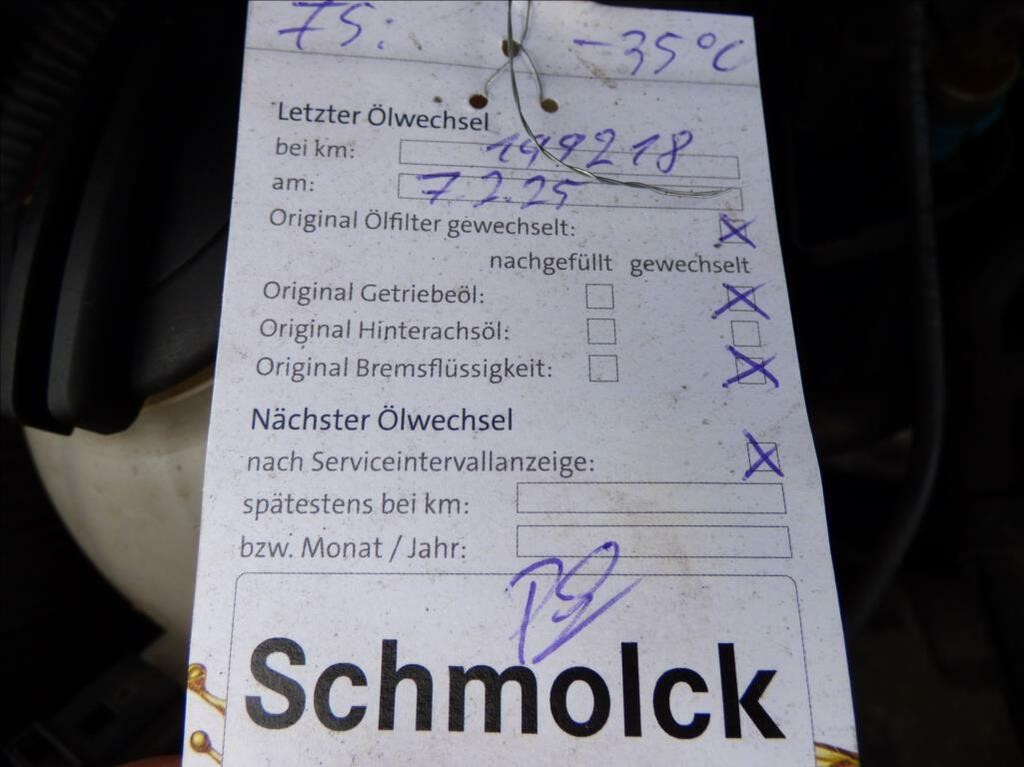 FS: -35°C
Letzter Ölwechsel
bei km: 199218
am: 7.2.25
Original Ölfilter gewechselt:
nachgefüllt gewechselt
Original Getriebeöl:
Original Hinterachsöl:
Original Bremsflüssigkeit:
Nächster Ölwechsel
nach Serviceintervallanzeige:
spätestens bei km:
bzw. Monat / Jahr:
Schmolck